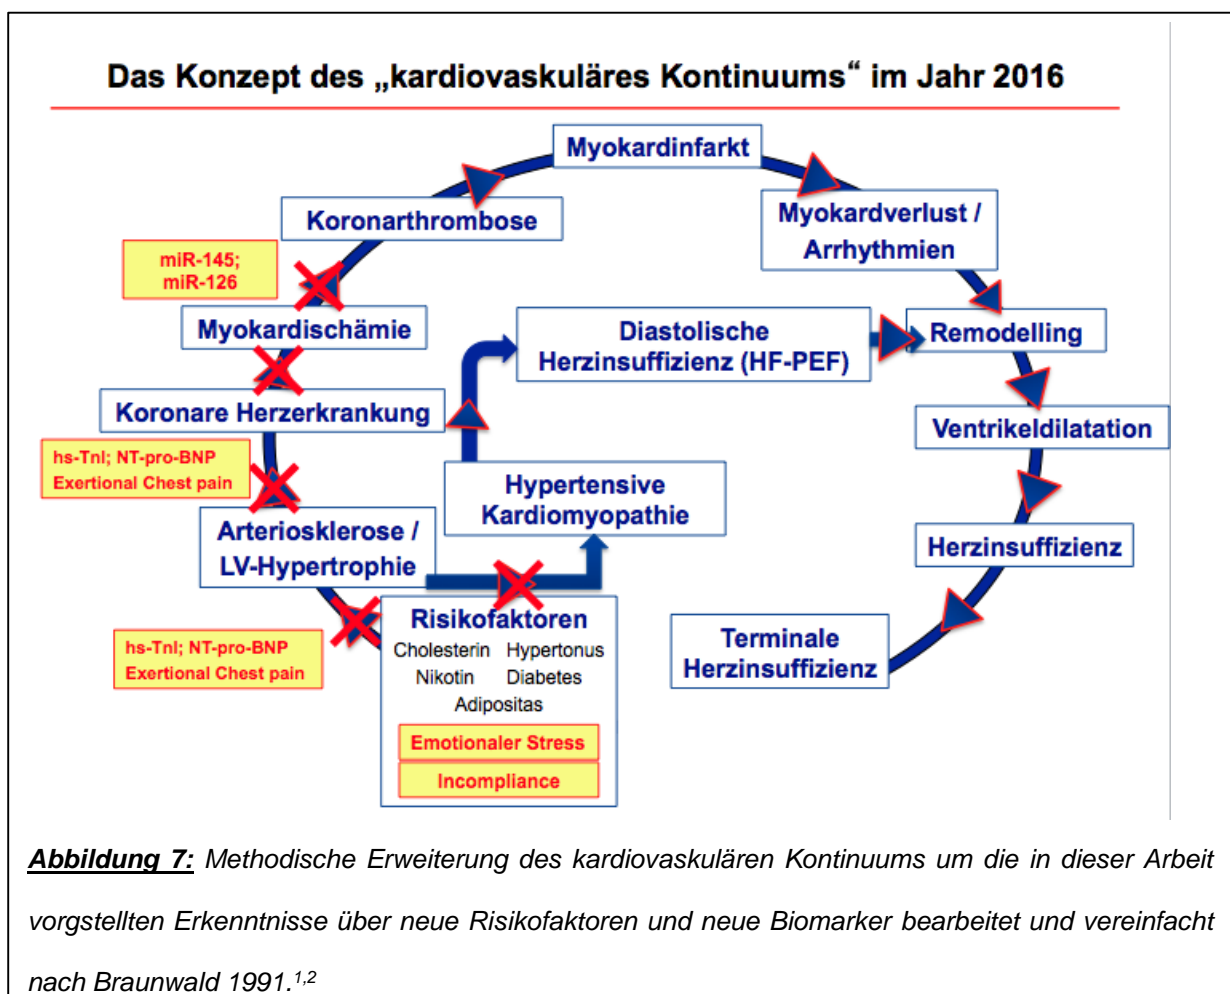 Das Konzept des „kardiovaskuläres Kontinuums“ im Jahr 2016
Myokardinfarkt
Koronarthrombose
Myokardverlust /
Arrhythmien
miR-145;
miR-126
Myokardischämie
Diastolische
Herzinsuffizienz (HF-PEF)
Remodelling
Koronare Herzerkrankung
Ventrikeldilatation
hs-TnI; NT-pro-BNP
Exertional Chest pain
Hypertensive
Kardiomyopathie
Arteriosklerose /
LV-Hypertrophie
Herzinsuffizienz
hs-TnI; NT-pro-BNP
Exertional Chest pain
Risikofaktoren
Cholesterin Hypertonus
Nikotin Diabetes
Adipositas
Emotionaler Stress
Incompliance
Terminale
Herzinsuffizienz
Abbildung 7: Methodische Erweiterung des kardiovaskulären Kontinuums um die in dieser Arbeit
vorgstellten Erkenntnisse über neue Risikofaktoren und neue Biomarker bearbeitet und vereinfacht
nach Braunwald 1991.1,2